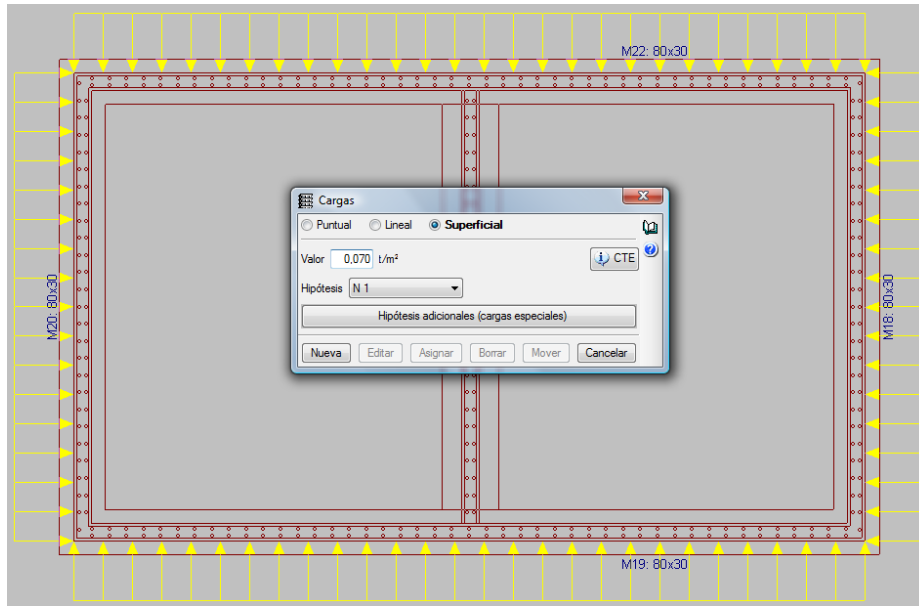 M22: 80x30
Cargas
Puntual Lineal Superficial
Valor 0,070 t/m²
CTE
Hipótesis N 1
Hipótesis adicionales (cargas especiales)
Nueva Editar Asignar Borrar Mover Cancelar
M20: 80x30
M18: 80x30
M19: 80x30